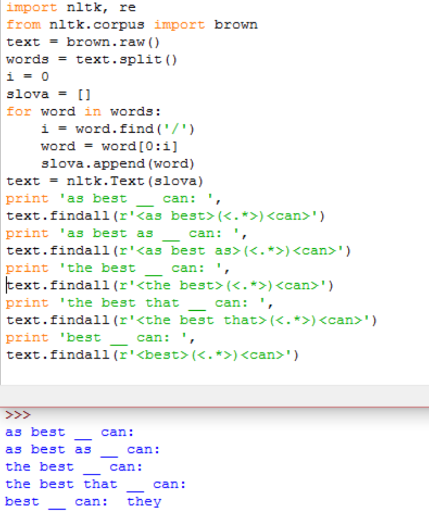 import nltk, re
from nltk.corpus import brown
text = brown.raw()
words = text.split()
i = 0
slova = []
for word in words:
    i = word.find('/')
    word = word[0:i]
    slova.append(word)
text = nltk.Text(slova)
print 'as best __ can: ',
text.findall(r'<as best>(<.*>)<can>')
print 'as best as __ can: ',
text.findall(r'<as best as>(<.*>)<can>')
print 'the best __ can: ',
text.findall(r'<the best>(<.*>)<can>')
print 'the best that __ can: ',
text.findall(r'<the best that>(<.*>)<can>')
print 'best __ can: ',
text.findall(r'<best>(<.*>)<can>')
>>>
as best __ can:
as best as __ can:
the best __ can:
the best that __ can:
best __ can:  they